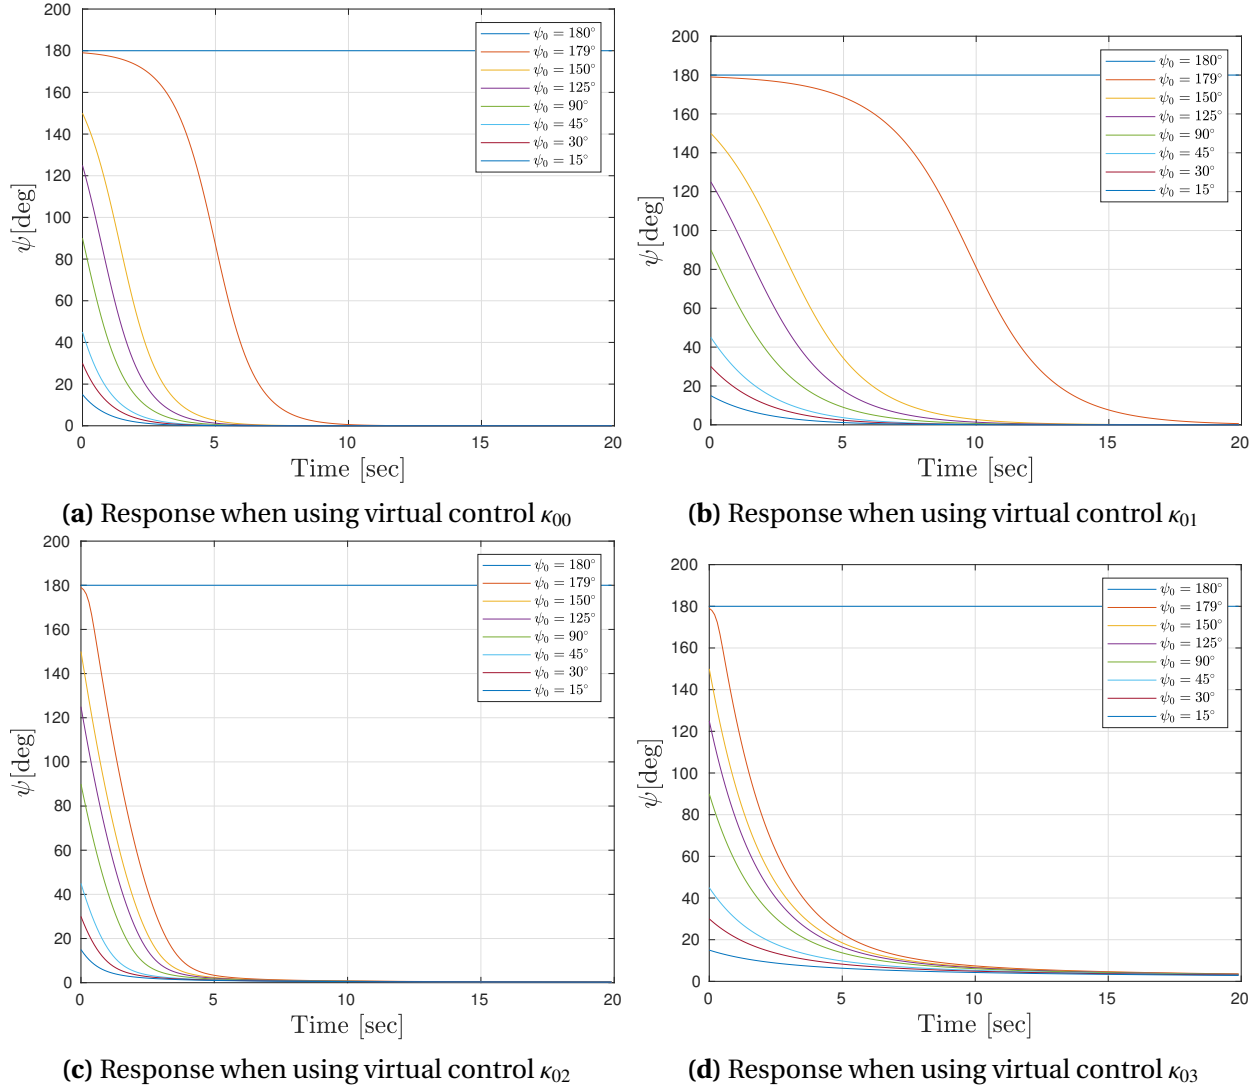 200
180
160
140
120
100
80
60
40
20
0
ψ[deg]
0 5 10 15 20
Time [sec]
ψ₀ = 180°
ψ₀ = 179°
ψ₀ = 150°
ψ₀ = 125°
ψ₀ = 90°
ψ₀ = 45°
ψ₀ = 30°
ψ₀ = 15°
(a) Response when using virtual control κ₀₀
200
180
160
140
120
100
80
60
40
20
0
ψ[deg]
0 5 10 15 20
Time [sec]
ψ₀ = 180°
ψ₀ = 179°
ψ₀ = 150°
ψ₀ = 125°
ψ₀ = 90°
ψ₀ = 45°
ψ₀ = 30°
ψ₀ = 15°
(b) Response when using virtual control κ₀₁
200
180
160
140
120
100
80
60
40
20
0
ψ[deg]
0 5 10 15 20
Time [sec]
ψ₀ = 180°
ψ₀ = 179°
ψ₀ = 150°
ψ₀ = 125°
ψ₀ = 90°
ψ₀ = 45°
ψ₀ = 30°
ψ₀ = 15°
(c) Response when using virtual control κ₀₂
200
180
160
140
120
100
80
60
40
20
0
ψ[deg]
0 5 10 15 20
Time [sec]
ψ₀ = 180°
ψ₀ = 179°
ψ₀ = 150°
ψ₀ = 125°
ψ₀ = 90°
ψ₀ = 45°
ψ₀ = 30°
ψ₀ = 15°
(d) Response when using virtual control κ₀₃